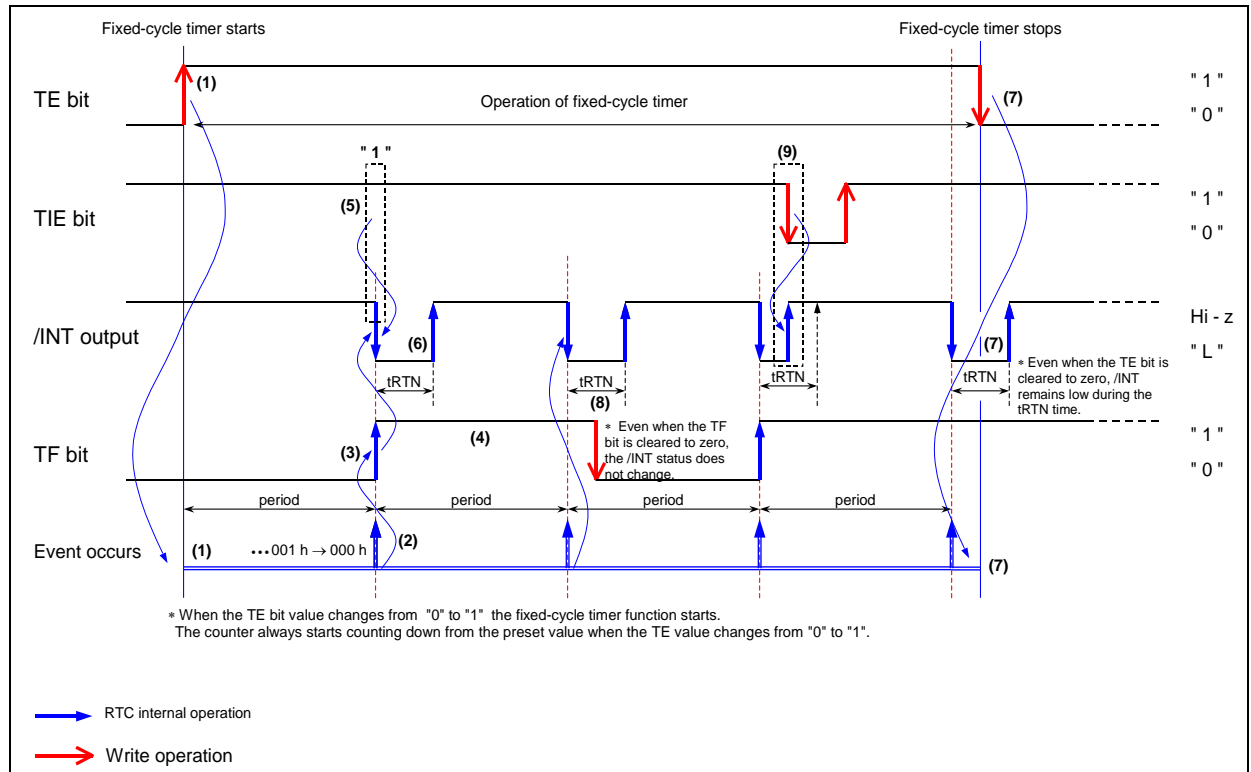 Fixed-cycle timer starts
Fixed-cycle timer stops
TE bit
(1)
Operation of fixed-cycle timer
(7)
" 1 "
" 0 "
" 1 "
(9)
TIE bit
(5)
" 1 "
" 0 "
/INT output
(6)
(7)
Hi - z
" L "
tRTN
tRTN
tRTN
tRTN
(8)
* Even when the TE bit is
cleared to zero, /INT
remains low during the
tRTN time.
TF bit
(3)
(4)
* Even when the TF
bit is cleared to zero,
the /INT status does
not change.
" 1 "
" 0 "
period
period
period
period
Event occurs
(1)
•••001 h → 000 h
(2)
(7)
* When the TE bit value changes from "0" to "1" the fixed-cycle timer function starts.
The counter always starts counting down from the preset value when the TE value changes from "0" to "1".
RTC internal operation
Write operation